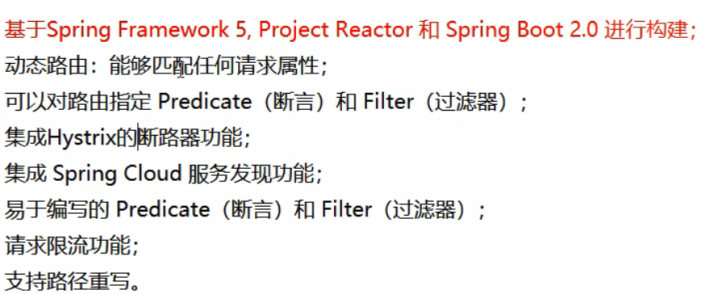 基于Spring Framework 5, Project Reactor 和 Spring Boot 2.0 进行构建；
动态路由：能够匹配任何请求属性；
可以对路由指定 Predicate（断言）和 Filter（过滤器）；
集成Hystrix的断路器功能；
集成 Spring Cloud 服务发现功能；
易于编写的 Predicate（断言）和 Filter（过滤器）；
请求限流功能；
支持路径重写。